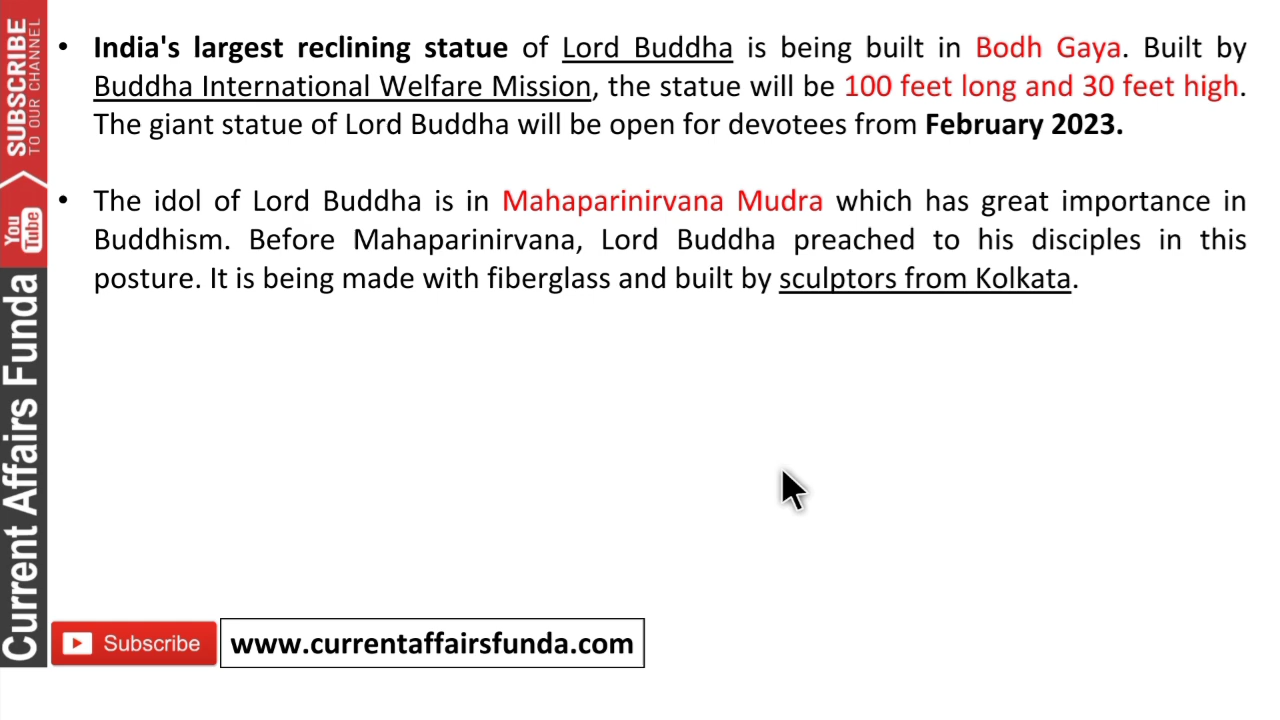 • India's largest reclining statue of Lord Buddha is being built in Bodh Gaya. Built by
Buddha International Welfare Mission, the statue will be 100 feet long and 30 feet high.
The giant statue of Lord Buddha will be open for devotees from February 2023.
• The idol of Lord Buddha is in Mahaparinirvana Mudra which has great importance in
Buddhism. Before Mahaparinirvana, Lord Buddha preached to his disciples in this
posture. It is being made with fiberglass and built by sculptors from Kolkata.
SUBSCRIBE
TO OUR CHANNEL
You
Tube
Current Affairs Funda
Subscribe
www.currentaffairsfunda.com